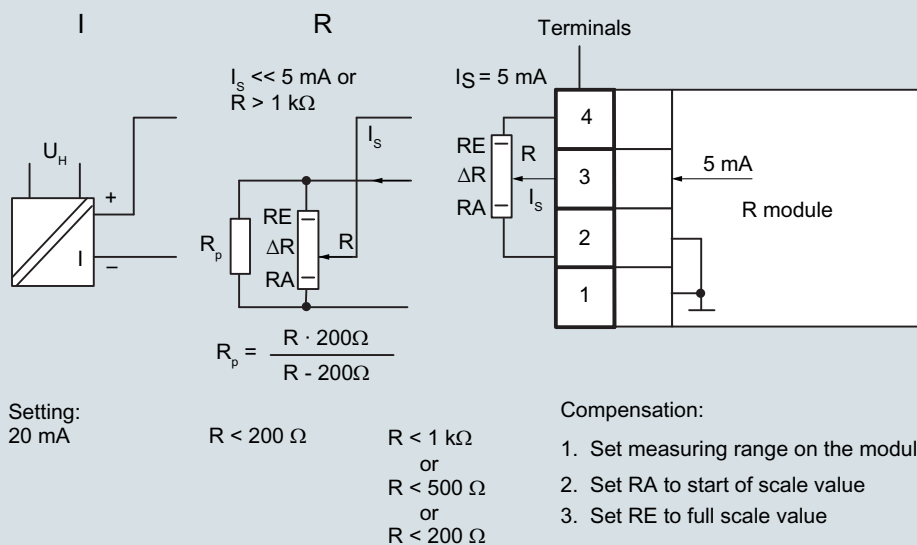 I
R
Terminals
I_S << 5 mA or
R > 1 kΩ
I_S = 5 mA
U_H
+
I
–
I_S
RE
R_p
ΔR
R
RA
RE
R
ΔR
I_S
RA
4
3
2
1
5 mA
R module
R_p = R · 200Ω
R - 200Ω
Setting:
20 mA
R < 200 Ω
R < 1 kΩ
or
R < 500 Ω
or
R < 200 Ω
Compensation:
1. Set measuring range on the modul
2. Set RA to start of scale value
3. Set RE to full scale value